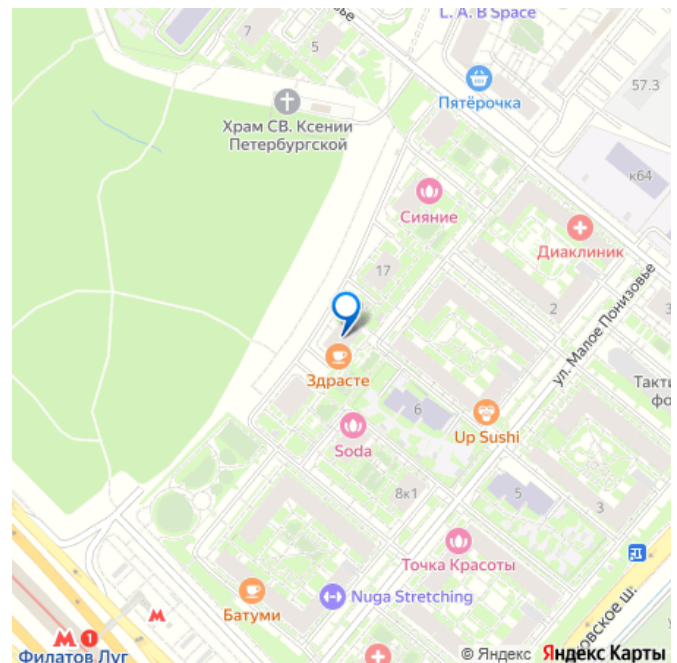 L. A. B Space
7
5
Пятёрочка
57.3
Храм СВ. Ксении
Петербургской
к64
Сияние
Диаклиник
17
2
ул. Малое Понизовье
Здрасте
6
Up Sushi
Soda
8к1
5
3
Точка Красоты
Батуми
Nuga Stretching
М 1
М
Филатов Луг
© Яндекс Яндекс Карты